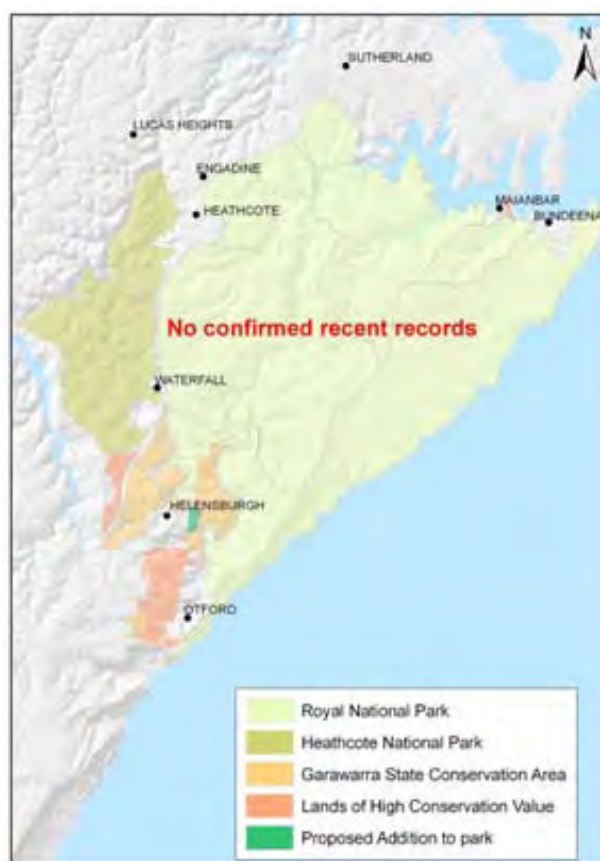 N
SUTHERLAND
LUCAS HEIGHTS
ENGADINE
HEATHCOTE
MAIANBAR
BUNDEENA
No confirmed recent records
WATERFALL
HELENSBURGH
OTFORD
Royal National Park
Heathcote National Park
Garawarra State Conservation Area
Lands of High Conservation Value
Proposed Addition to park